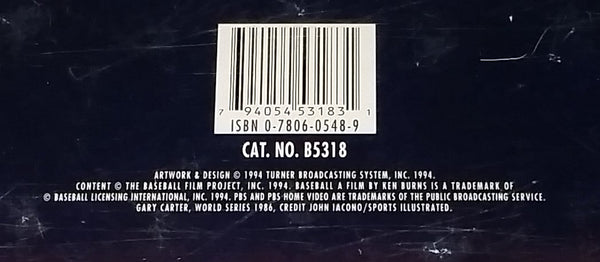 7 94054 53183 1
ISBN 0-7806-0548-9
CAT. NO. B5318
ARTWORK & DESIGN © 1994 TURNER BROADCASTING SYSTEM, INC. 1994.
CONTENT © THE BASEBALL FILM PROJECT, INC. 1994. BASEBALL A FILM BY KEN BURNS IS A TRADEMARK OF
© BASEBALL LICENSING INTERNATIONAL, INC. 1994. PBS AND PBS HOME VIDEO ARE TRADEMARKS OF THE PUBLIC BROADCASTING SERVICE.
GARY CARTER, WORLD SERIES 1986, CREDIT JOHN IACONO/SPORTS ILLUSTRATED.